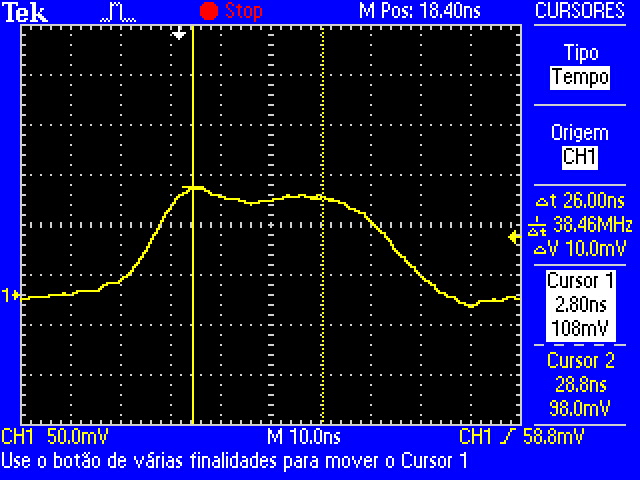 Tek Stop M Pos: 18.40ns CURSORES
Tipo
Tempo
Origem
CH1
△t 26.00ns
1/△t 38.46MHz
△V 10.0mV
1
Cursor 1
2.80ns
108mV
Cursor 2
28.8ns
98.0mV
CH1 50.0mV M 10.0ns CH1 58.8mV
Use o botão de várias finalidades para mover o Cursor 1